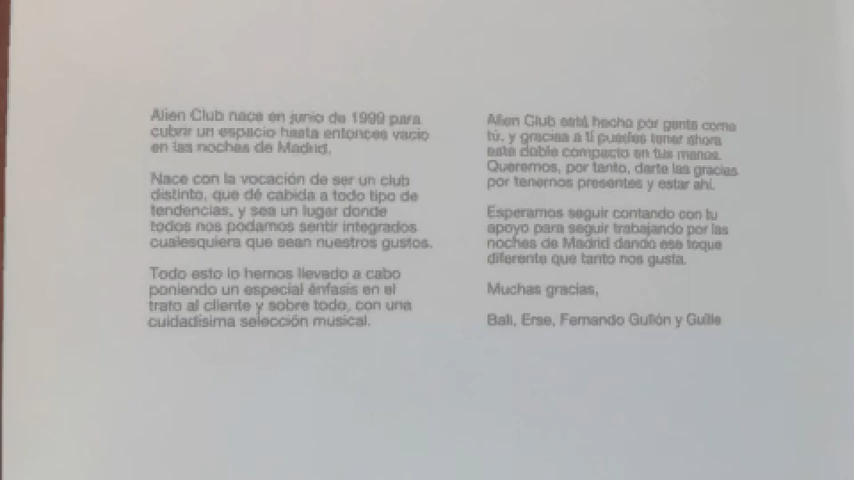 Alien Club nace en junio de 1999 para
cubrir un espacio hasta entonces vacio
en las noches de Madrid.
Nace con la vocación de ser un club
distinto, que dé cabida a todo tipo de
tendencias, y sea un lugar donde
todos nos podamos sentir integrados
cualesquiera que sean nuestros gustos.
Todo esto lo hemos llevado a cabo
poniendo un especial énfasis en el
trato al cliente y sobre todo, con una
cuidadísima selección musical.
Alien Club está hecho por gente como
tú, y gracias a ti puedes tener ahora
este doble compacto en tus manos.
Queremos, por tanto, darte las gracias
por tenernos presentes y estar ahí.
Esperamos seguir contando con tu
apoyo para seguir trabajando por las
noches de Madrid dando ese toque
diferente que tanto nos gusta.
Muchas gracias,
Bali, Erse, Fernando Gullón y Guille